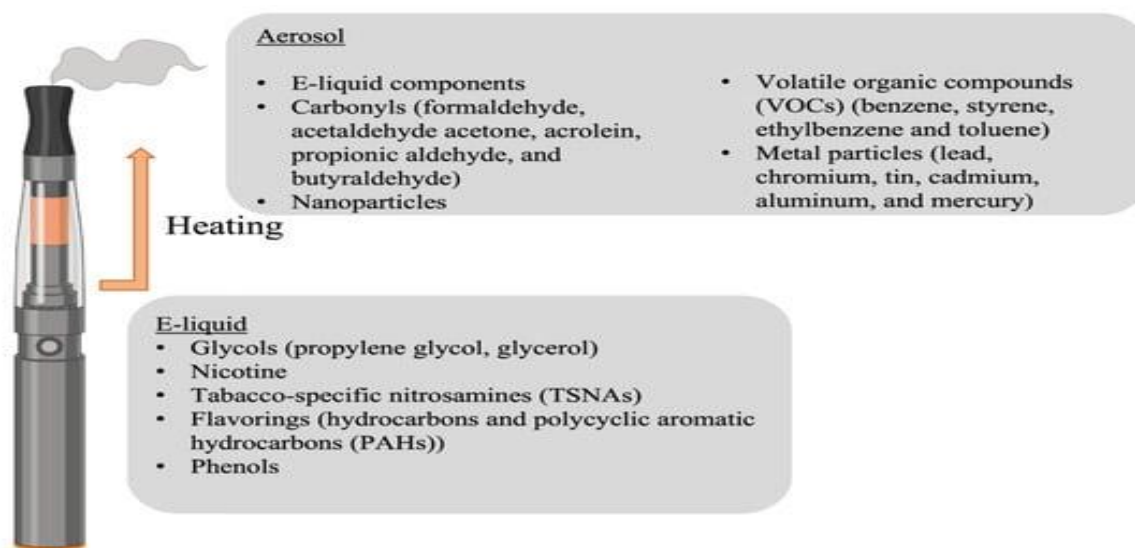 Aerosol
• E-liquid components
• Carbonyls (formaldehyde,
acetaldehyde acetone, acrolein,
propionic aldehyde, and
butyraldehyde)
• Nanoparticles
• Volatile organic compounds
(VOCs) (benzene, styrene,
ethylbenzene and toluene)
• Metal particles (lead,
chromium, tin, cadmium,
aluminum, and mercury)
Heating
E-liquid
• Glycols (propylene glycol, glycerol)
• Nicotine
• Tabacco-specific nitrosamines (TSNAs)
• Flavorings (hydrocarbons and polycyclic aromatic
hydrocarbons (PAHs))
• Phenols